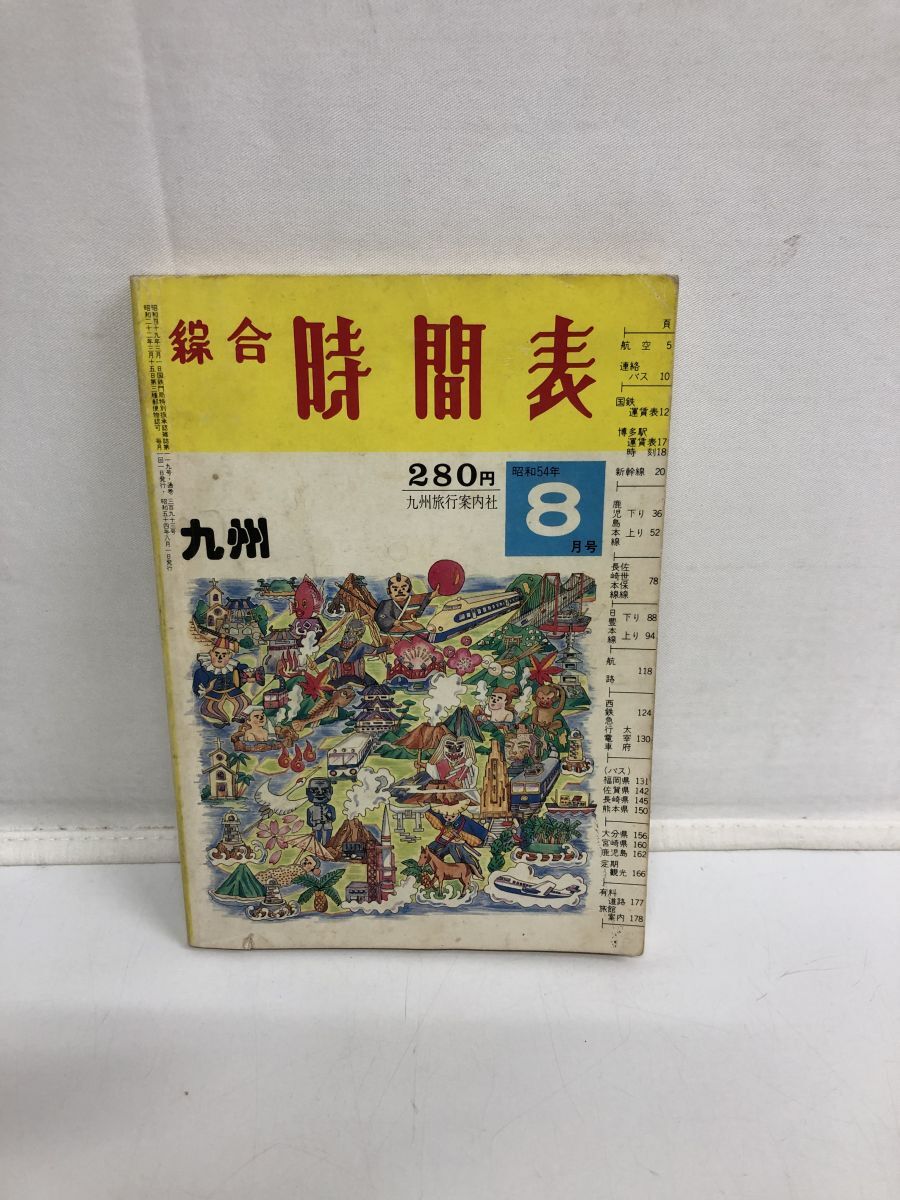 綜合 時間表
280円
九州旅行案内社
昭和54年
8
月号
九州
頁
航空 5
連絡
バス 10
国鉄
運賃表12
博多駅
運賃表17
時刻18
新幹線 20
鹿児島本線
下り 36
上り 52
長崎本線
佐世保線
78
日豊本線
下り 88
上り 94
航路
118
西鉄急行電車
124
太宰府
130
(バス)
福岡県 131
佐賀県 142
長崎県 145
熊本県 150
大分県 156
宮崎県 160
鹿児島 162
定期
観光 166
有料
道路 177
旅館
案内 178